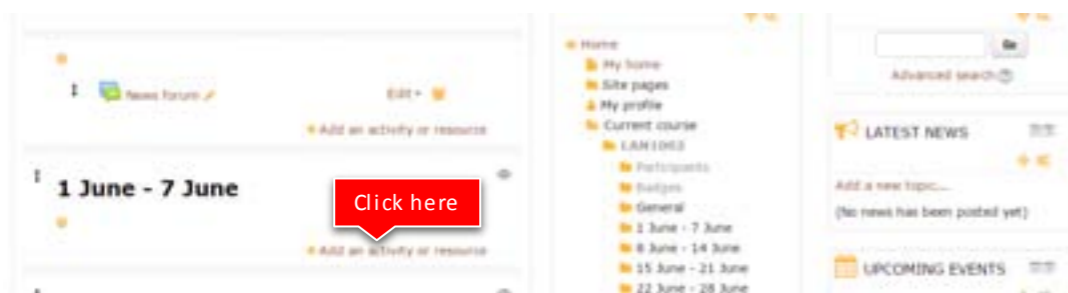 News forum
Edit
Add an activity or resource
1 June - 7 June
Click here
Add an activity or resource
Home
My home
Site pages
My profile
Current course
LAM1003
Participants
Badges
General
1 June - 7 June
8 June - 14 June
15 June - 21 June
22 June - 28 June
Go
Advanced search
LATEST NEWS
Add a new topic...
(No news has been posted yet)
UPCOMING EVENTS